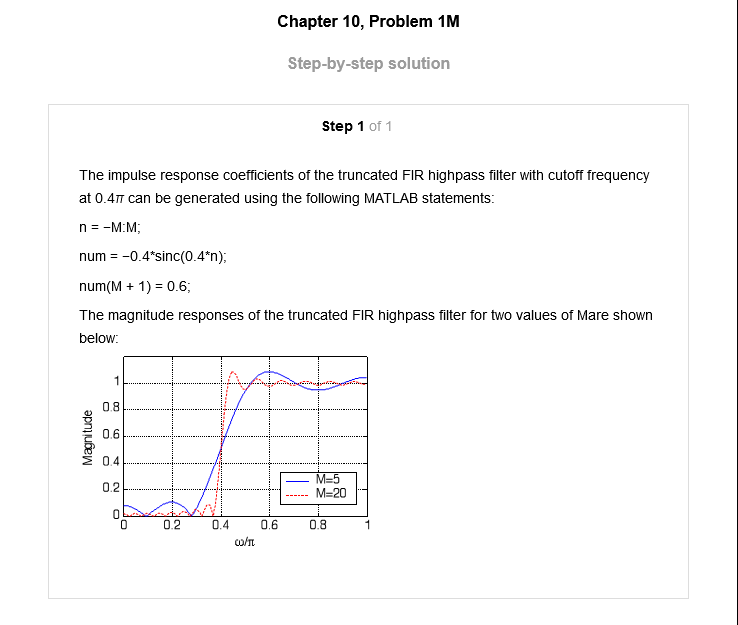 Chapter 10, Problem 1M
Step-by-step solution
Step 1 of 1
The impulse response coefficients of the truncated FIR highpass filter with cutoff frequency
at 0.4π can be generated using the following MATLAB statements:
n = −M:M;
num = −0.4*sinc(0.4*n);
num(M + 1) = 0.6;
The magnitude responses of the truncated FIR highpass filter for two values of Mare shown
below:
1
0.8
0.6
0.4
0.2
0
Magnitude
M=5
M=20
0 0.2 0.4 0.6 0.8 1
ω/π